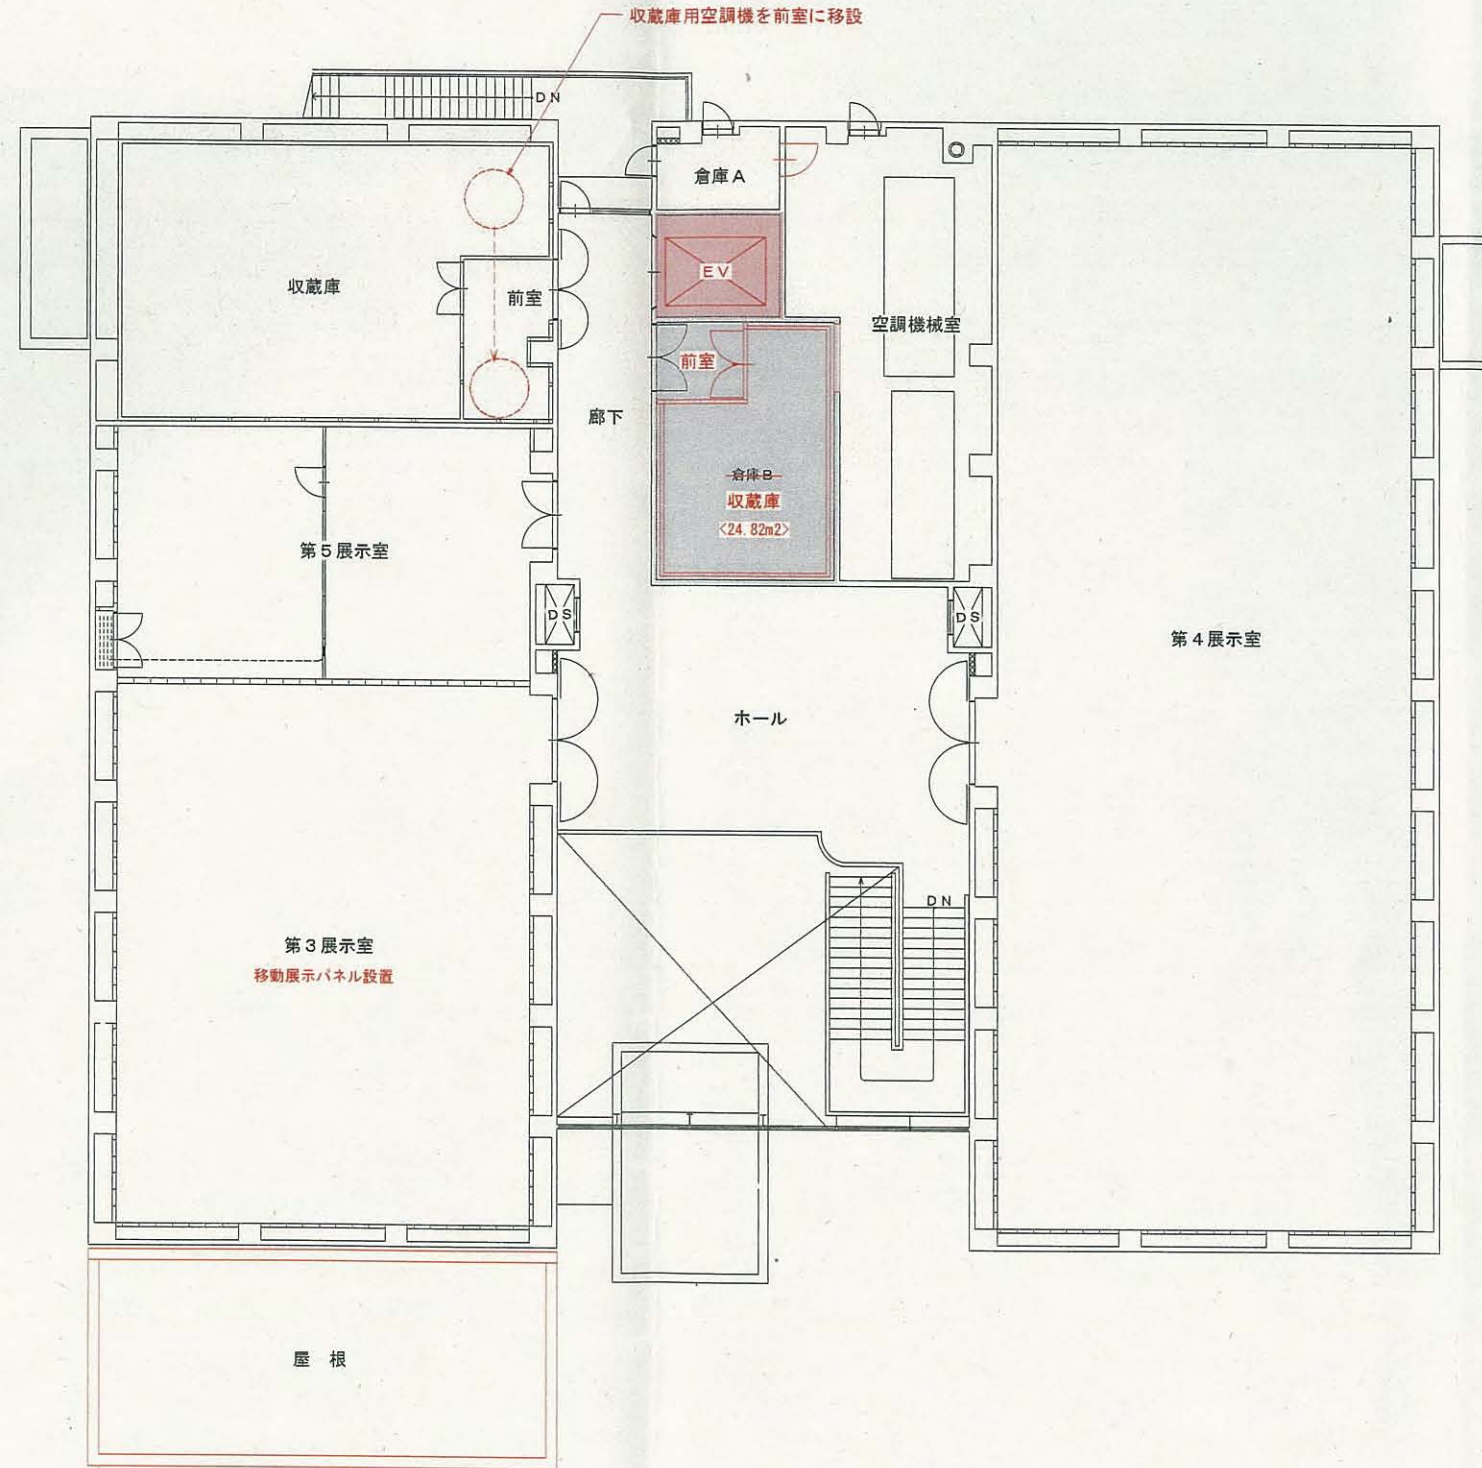 収蔵庫用空調機を前室に移設
DN
倉庫A
EV
収蔵庫
前室
空調機械室
前室
廊下
倉庫B
収蔵庫
<24.82m2>
第5展示室
DS
DS
第4展示室
ホール
DN
第3展示室
移動展示パネル設置
屋 根